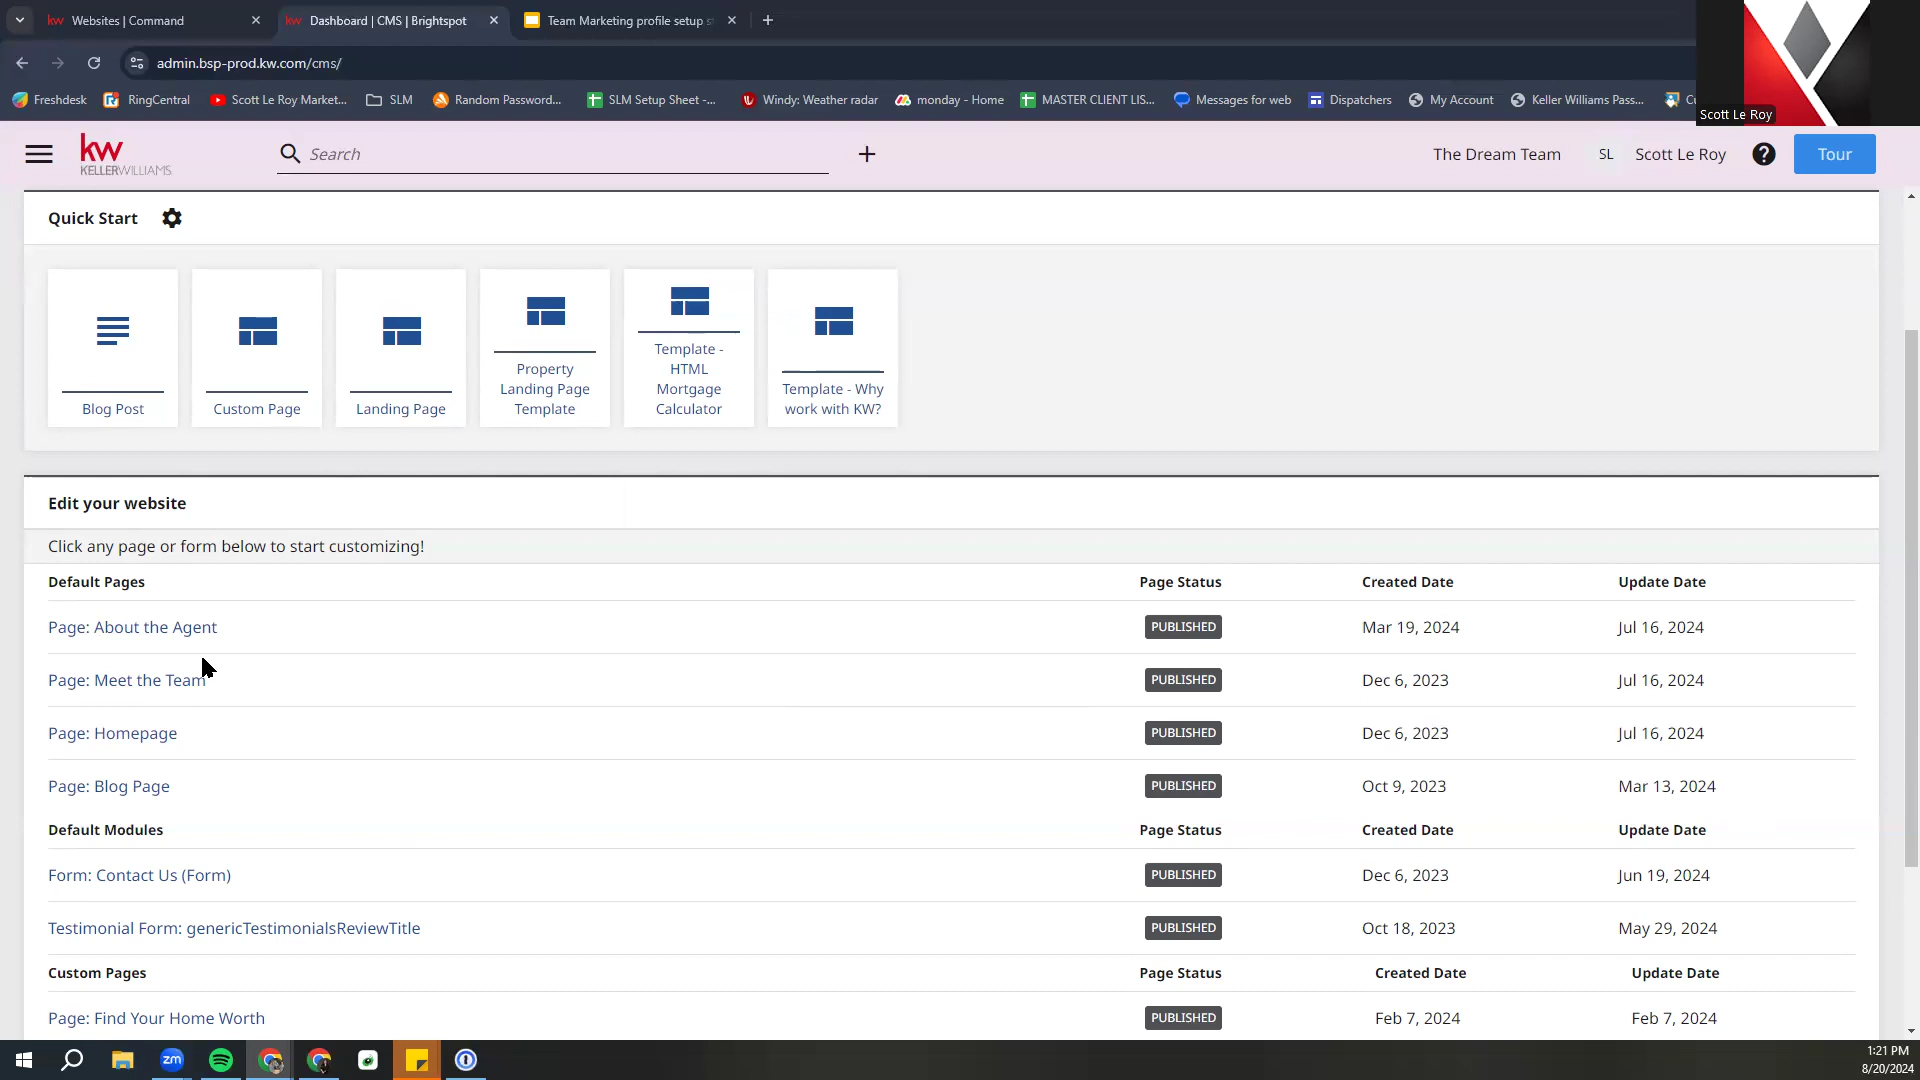 Websites | Command
Dashboard | CMS | Brightspot
Team Marketing profile setup s
admin.bsp-prod.kw.com/cms/
Freshdesk
RingCentral
Scott Le Roy Market...
SLM
Random Password...
SLM Setup Sheet -...
Windy: Weather radar
monday - Home
MASTER CLIENT LIS...
Messages for web
Dispatchers
My Account
Keller Williams Pass...
Scott Le Roy
kw
KELLERWILLIAMS.
Search
The Dream Team
SL
Scott Le Roy
Tour
Quick Start
Blog Post
Custom Page
Landing Page
Property
Landing Page
Template
Template -
HTML
Mortgage
Calculator
Template - Why
work with KW?
Edit your website
Click any page or form below to start customizing!
Default Pages Page Status Created Date Update Date
Page: About the Agent PUBLISHED Mar 19, 2024 Jul 16, 2024
Page: Meet the Team PUBLISHED Dec 6, 2023 Jul 16, 2024
Page: Homepage PUBLISHED Dec 6, 2023 Jul 16, 2024
Page: Blog Page PUBLISHED Oct 9, 2023 Mar 13, 2024
Default Modules Page Status Created Date Update Date
Form: Contact Us (Form) PUBLISHED Dec 6, 2023 Jun 19, 2024
Testimonial Form: genericTestimonialsReviewTitle PUBLISHED Oct 18, 2023 May 29, 2024
Custom Pages Page Status Created Date Update Date
Page: Find Your Home Worth PUBLISHED Feb 7, 2024 Feb 7, 2024
zm
1:21 PM
8/20/2024